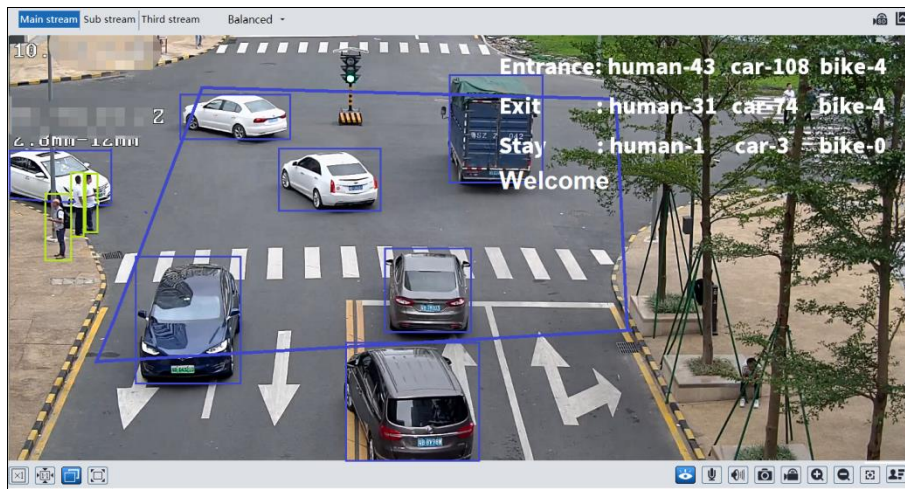 Main stream Sub stream Third stream Balanced
10.
Z
2.8mm-12mm
Entrance: human-43 car-108 bike-4
Exit : human-31 car-74 bike-4
Stay : human-1 car-3 bike-0
Welcome